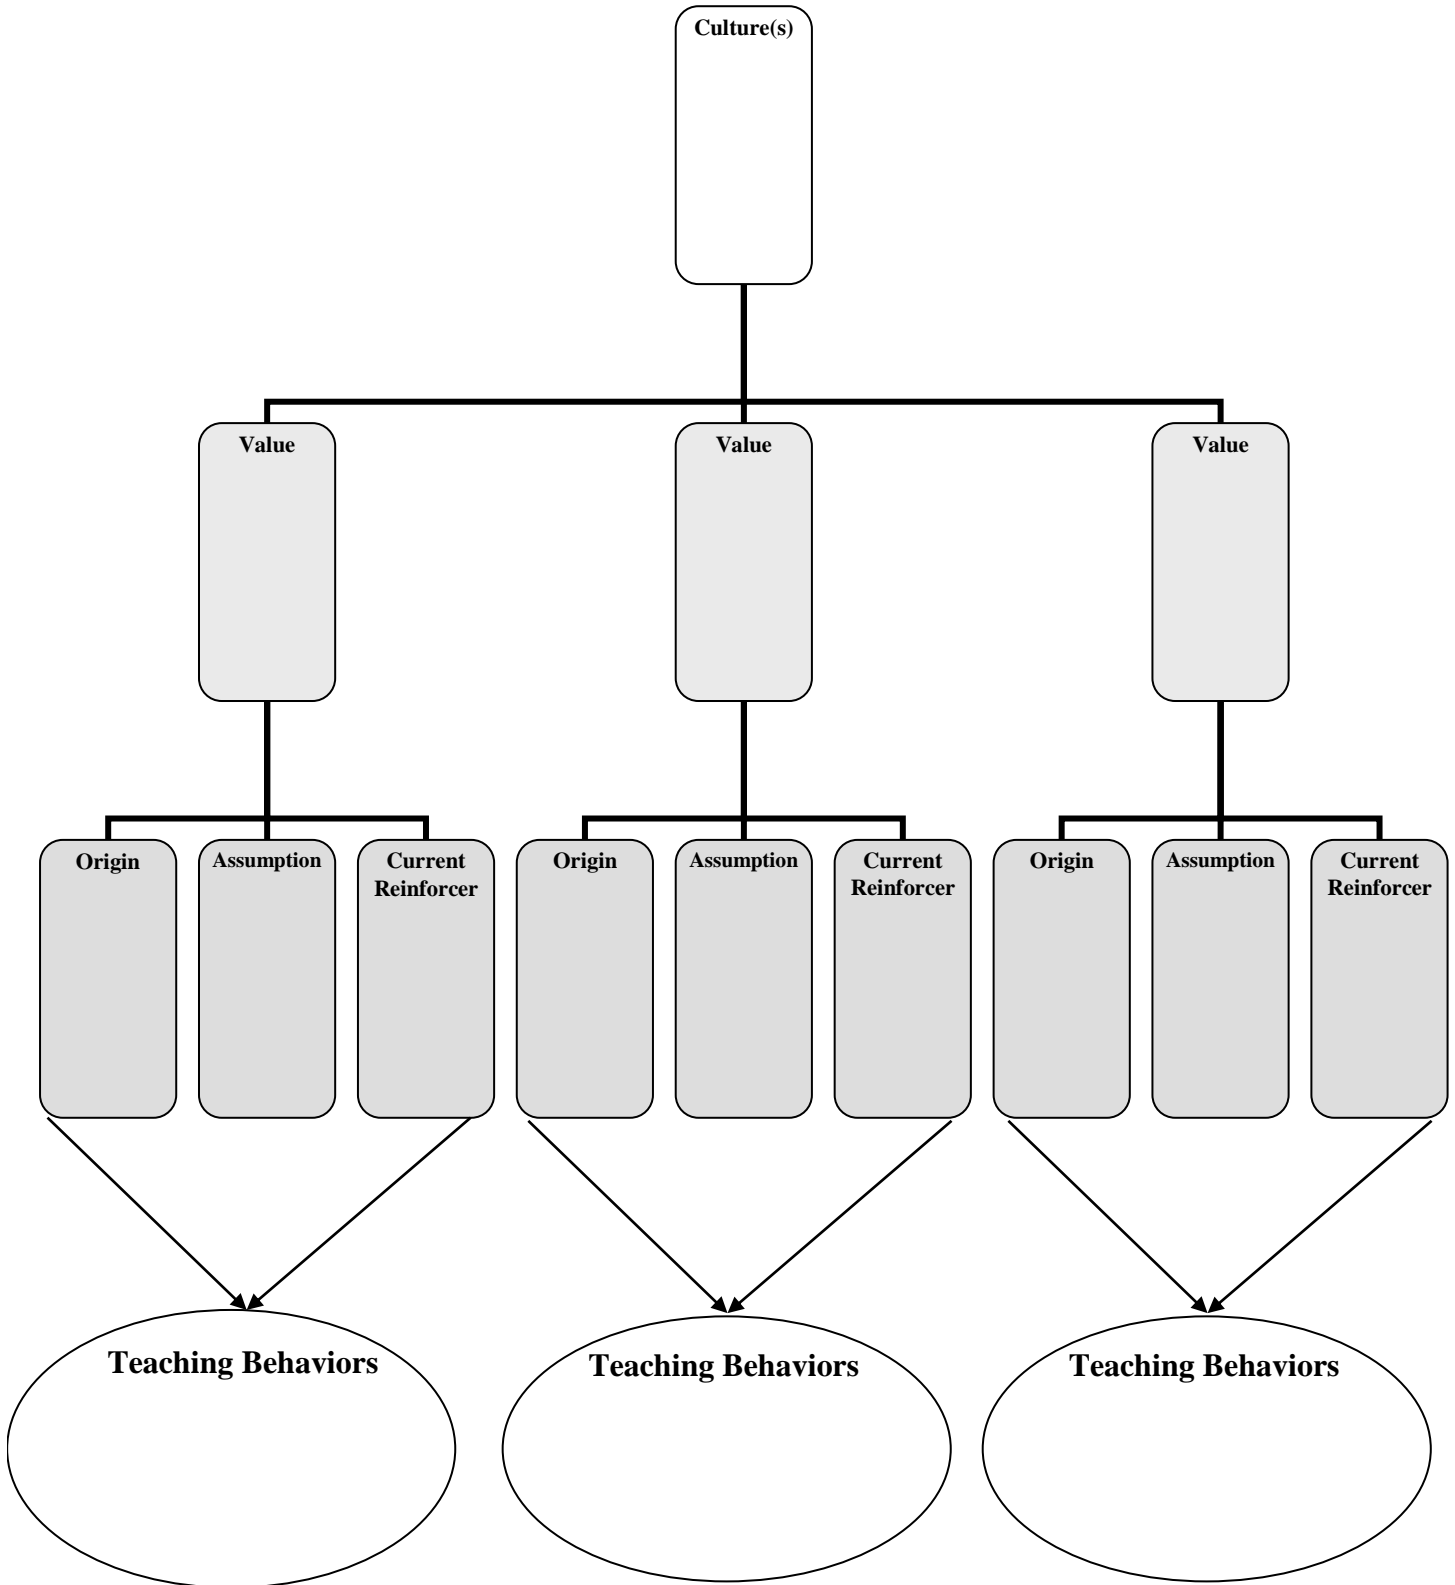 Culture(s)
Value
Value
Value
Origin
Assumption
Current
Reinforcer
Origin
Assumption
Current
Reinforcer
Origin
Assumption
Current
Reinforcer
Teaching Behaviors
Teaching Behaviors
Teaching Behaviors